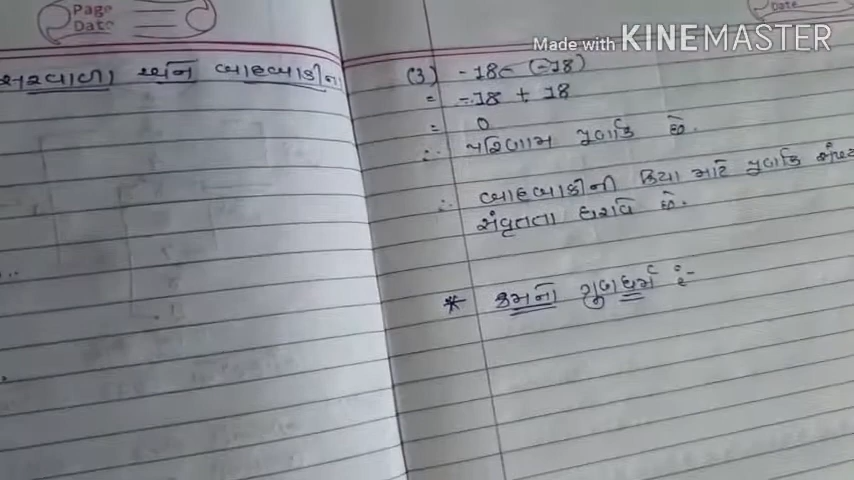 Page
Date
Date
Made with KINEMASTER
સરવાળા અને બાદબાકીના
(3) -18 - (-18)
= -18 + 18
= 0
∴ પરિણામ પૂર્ણાંક છે.
∴ બાદબાકીની ક્રિયા માટે પૂર્ણાંક
સંવૃતતા ધરાવે છે.
* ક્રમનો ગુણધર્મ :-